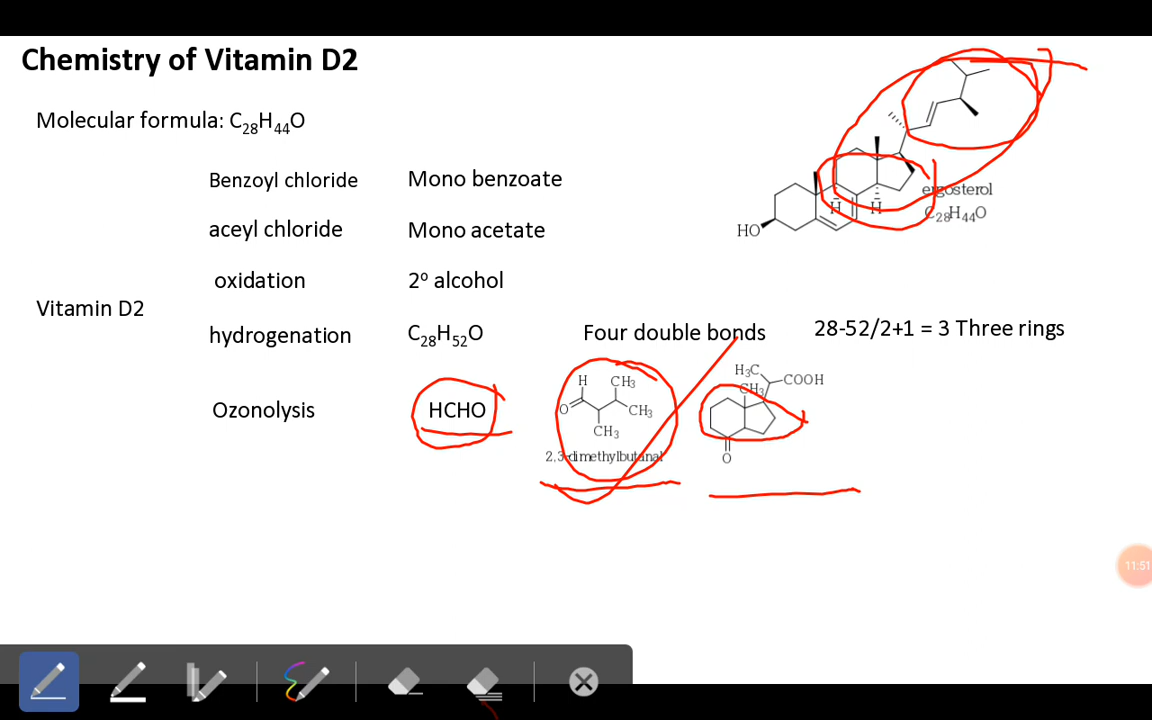 Chemistry of Vitamin D2
Molecular formula: C28H44O
Benzoyl chloride Mono benzoate
ergosterol
C28H44O
H H
HO
aceyl chloride Mono acetate
oxidation 2º alcohol
Vitamin D2
hydrogenation C28H52O Four double bonds 28-52/2+1 = 3 Three rings
H CH3
O CH3
CH3
2,3-dimethylbutanal
H3C COOH
CH3
O
Ozonolysis HCHO
11:51